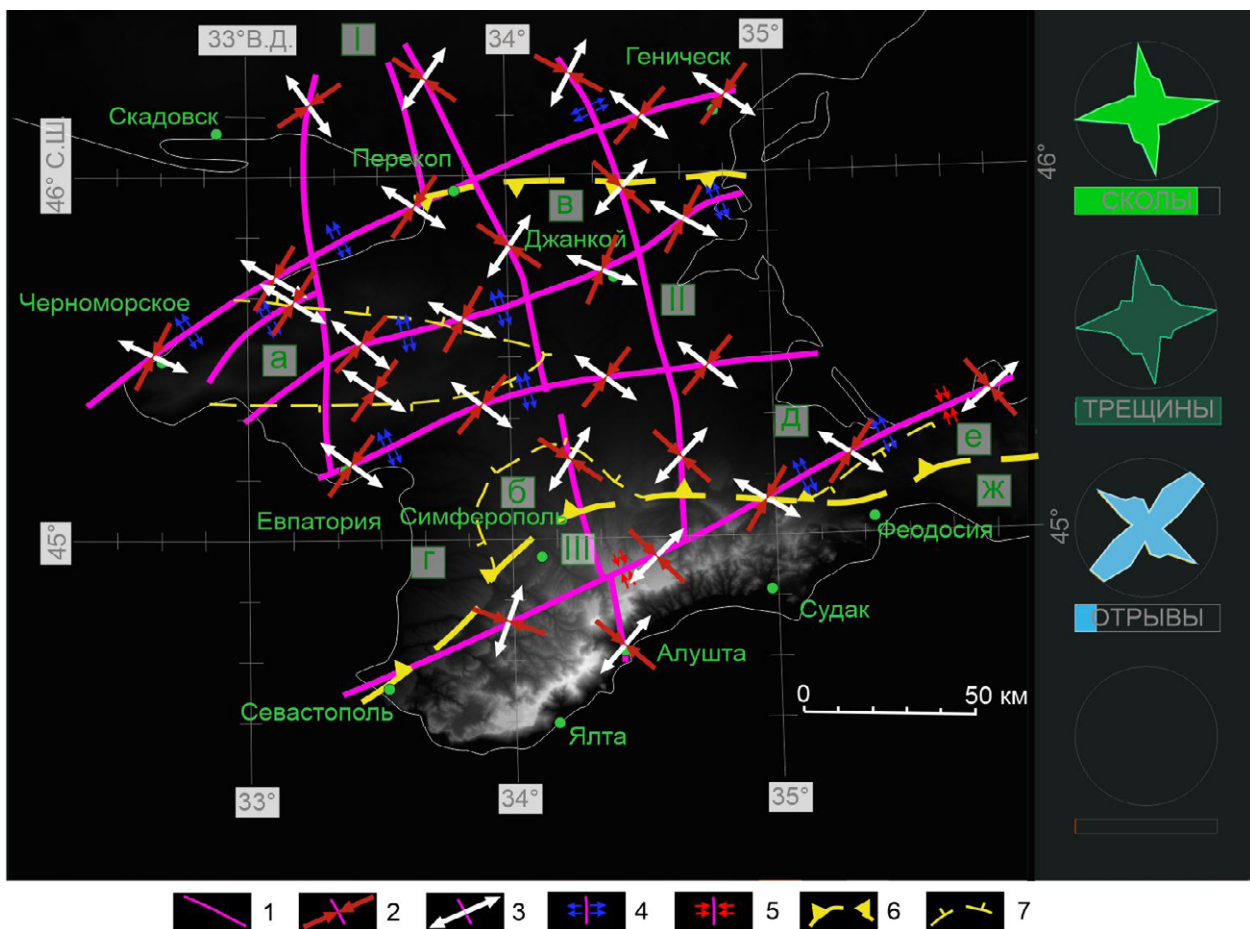 33°В.Д.
I
34°
35°
Геническ
Скадовск
46° С.Ш
Перекоп
46°
в
Джанкой
Черноморское
II
а
д
е
ж
б
Евпатория
Симферополь
Феодосия
45°
г
III
45°
Судак
Алушта
0 50 км
Севастополь
Ялта
33°
34°
35°
СКОЛЫ
ТРЕЩИНЫ
ОТРЫВЫ
1 2 3 4 5 6 7